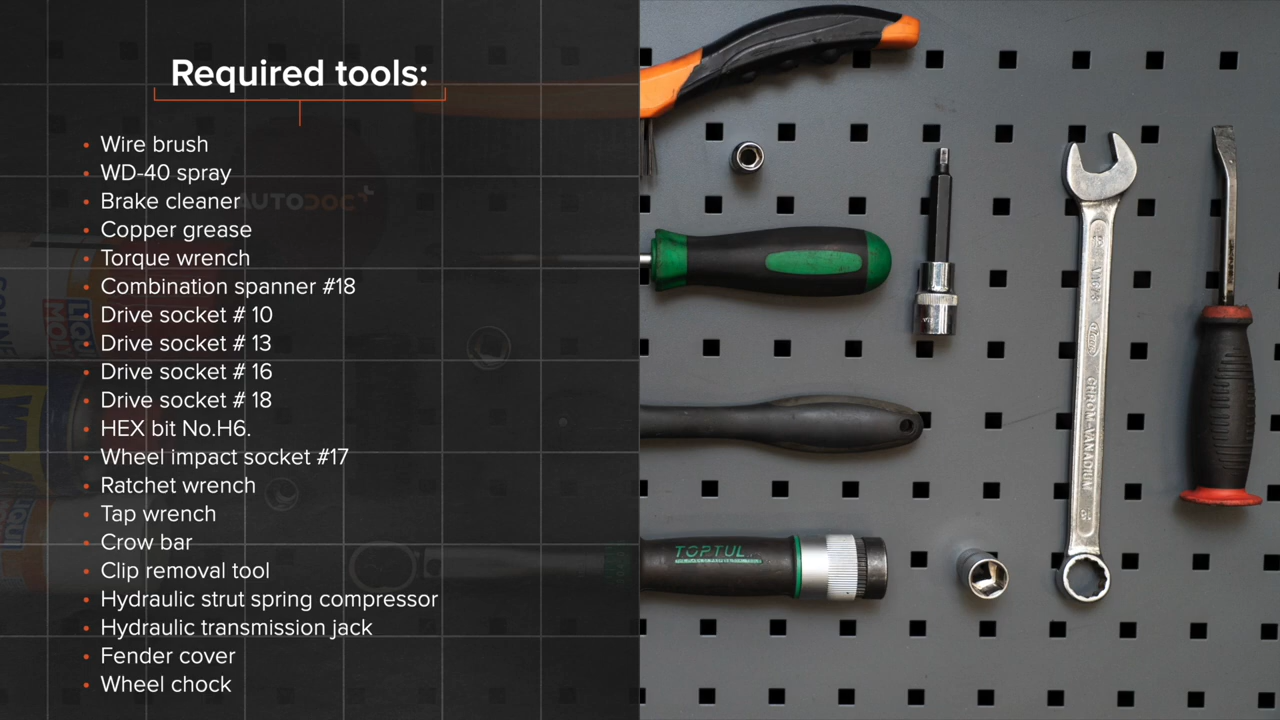 Required tools:
• Wire brush
• WD-40 spray
• Brake cleaner
AUTODOC+
• Copper grease
• Torque wrench
• Combination spanner #18
• Drive socket # 10
• Drive socket # 13
• Drive socket # 16
• Drive socket # 18
• HEX bit No.H6.
• Wheel impact socket #17
• Ratchet wrench
• Tap wrench
• Crow bar
• Clip removal tool
• Hydraulic strut spring compressor
• Hydraulic transmission jack
• Fender cover
• Wheel chock
LIQUI
MOLY
TOPTUL
CHROM-VANADIUM